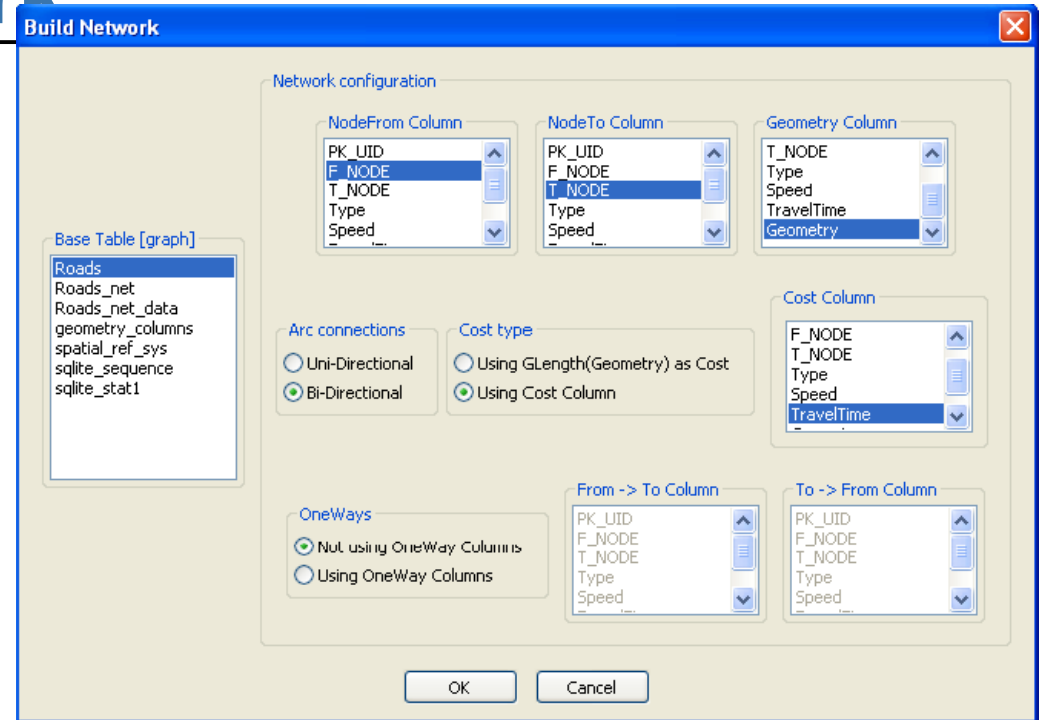 Build Network
Network configuration
NodeFrom Column
PK_UID
F_NODE
T_NODE
Type
Speed
NodeTo Column
PK_UID
F_NODE
T_NODE
Type
Speed
Geometry Column
T_NODE
Type
Speed
TravelTime
Geometry
Base Table [graph]
Roads
Roads_net
Roads_net_data
geometry_columns
spatial_ref_sys
sqlite_sequence
sqlite_stat1
Arc connections
Uni-Directional
Bi-Directional
Cost type
Using GLength(Geometry) as Cost
Using Cost Column
Cost Column
F_NODE
T_NODE
Type
Speed
TravelTime
OneWays
Not using OneWay Columns
Using OneWay Columns
From -> To Column
PK_UID
F_NODE
T_NODE
Type
Speed
To -> From Column
PK_UID
F_NODE
T_NODE
Type
Speed
OK
Cancel